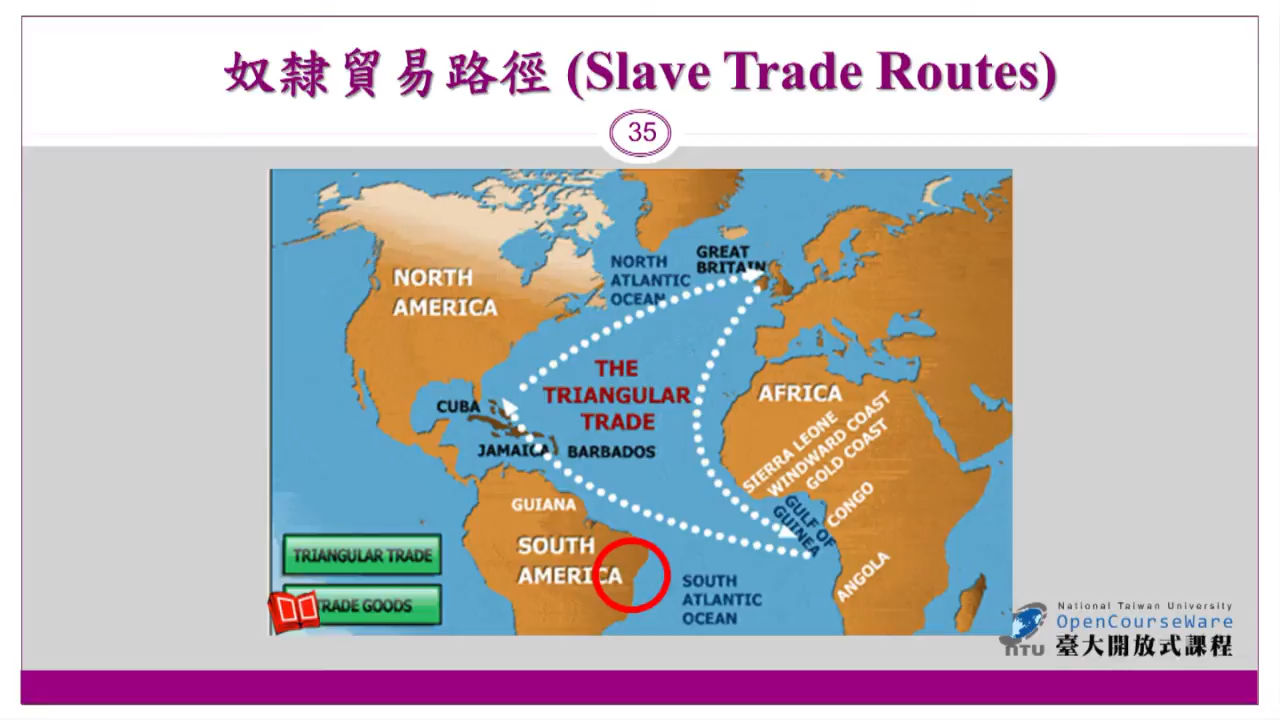 奴隸貿易路徑 (Slave Trade Routes)
35
NORTH
AMERICA
NORTH
ATLANTIC
OCEAN
GREAT
BRITAIN
THE
TRIANGULAR
TRADE
AFRICA
CUBA
JAMAICA
BARBADOS
SIERRA LEONE
WINDWARD COAST
GOLD COAST
GULF OF
GUINEA
CONGO
ANGOLA
GUIANA
SOUTH
AMERICA
SOUTH
ATLANTIC
OCEAN
TRIANGULAR TRADE
TRADE GOODS
National Taiwan University
OpenCourseWare
NTU
臺大開放式課程